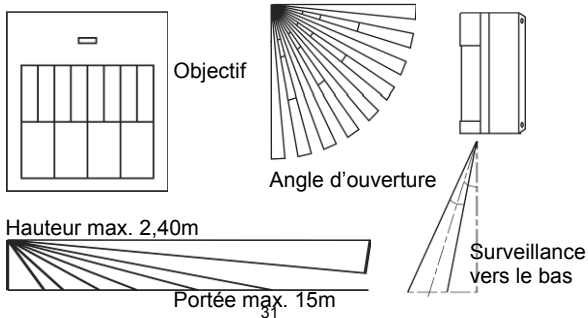 Objectif
Angle d’ouverture
Hauteur max. 2,40m
Surveillance
vers le bas
Portée max. 15m
31